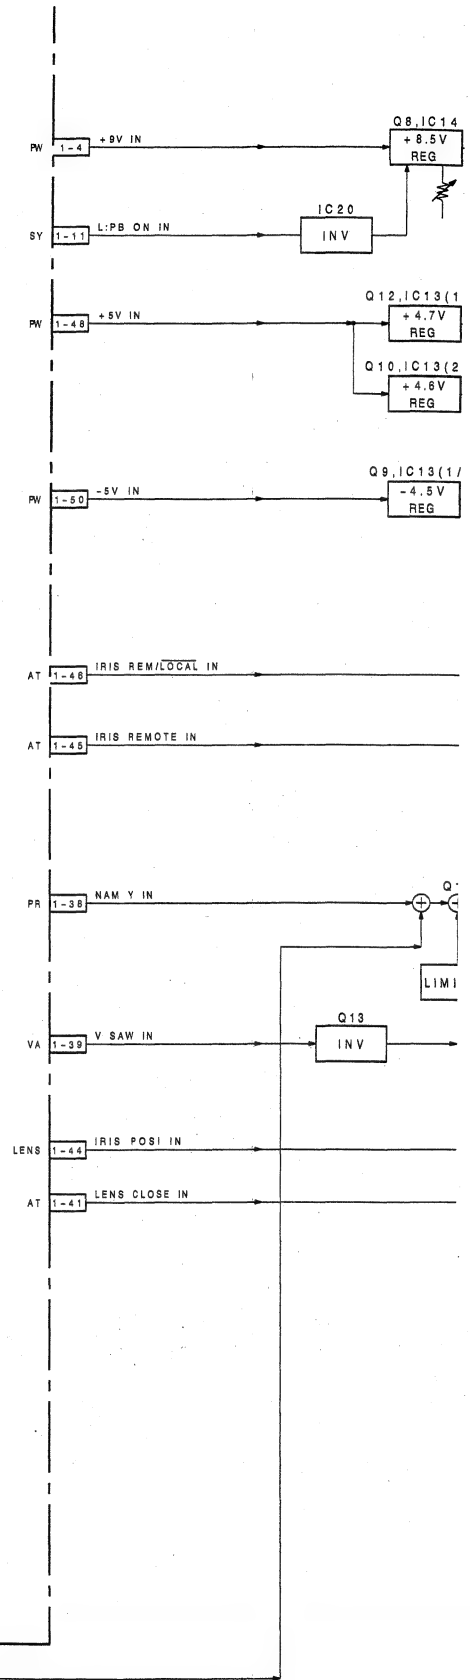 Q8,IC14
PW 1-4 +9V IN
+8.5V
REG
IC20
SY 1-11 L:PB ON IN
INV
Q12,IC13(1
PW 1-48 +5V IN
+4.7V
REG
Q10,IC13(2
+4.6V
REG
Q9,IC13(1/
PW 1-50 -5V IN
-4.5V
REG
AT 1-46 IRIS REM/LOCAL IN
AT 1-45 IRIS REMOTE IN
PR 1-38 NAM Y IN
LIMI
Q13
VA 1-39 V SAW IN
INV
LENS 1-44 IRIS POSI IN
AT 1-41 LENS CLOSE IN